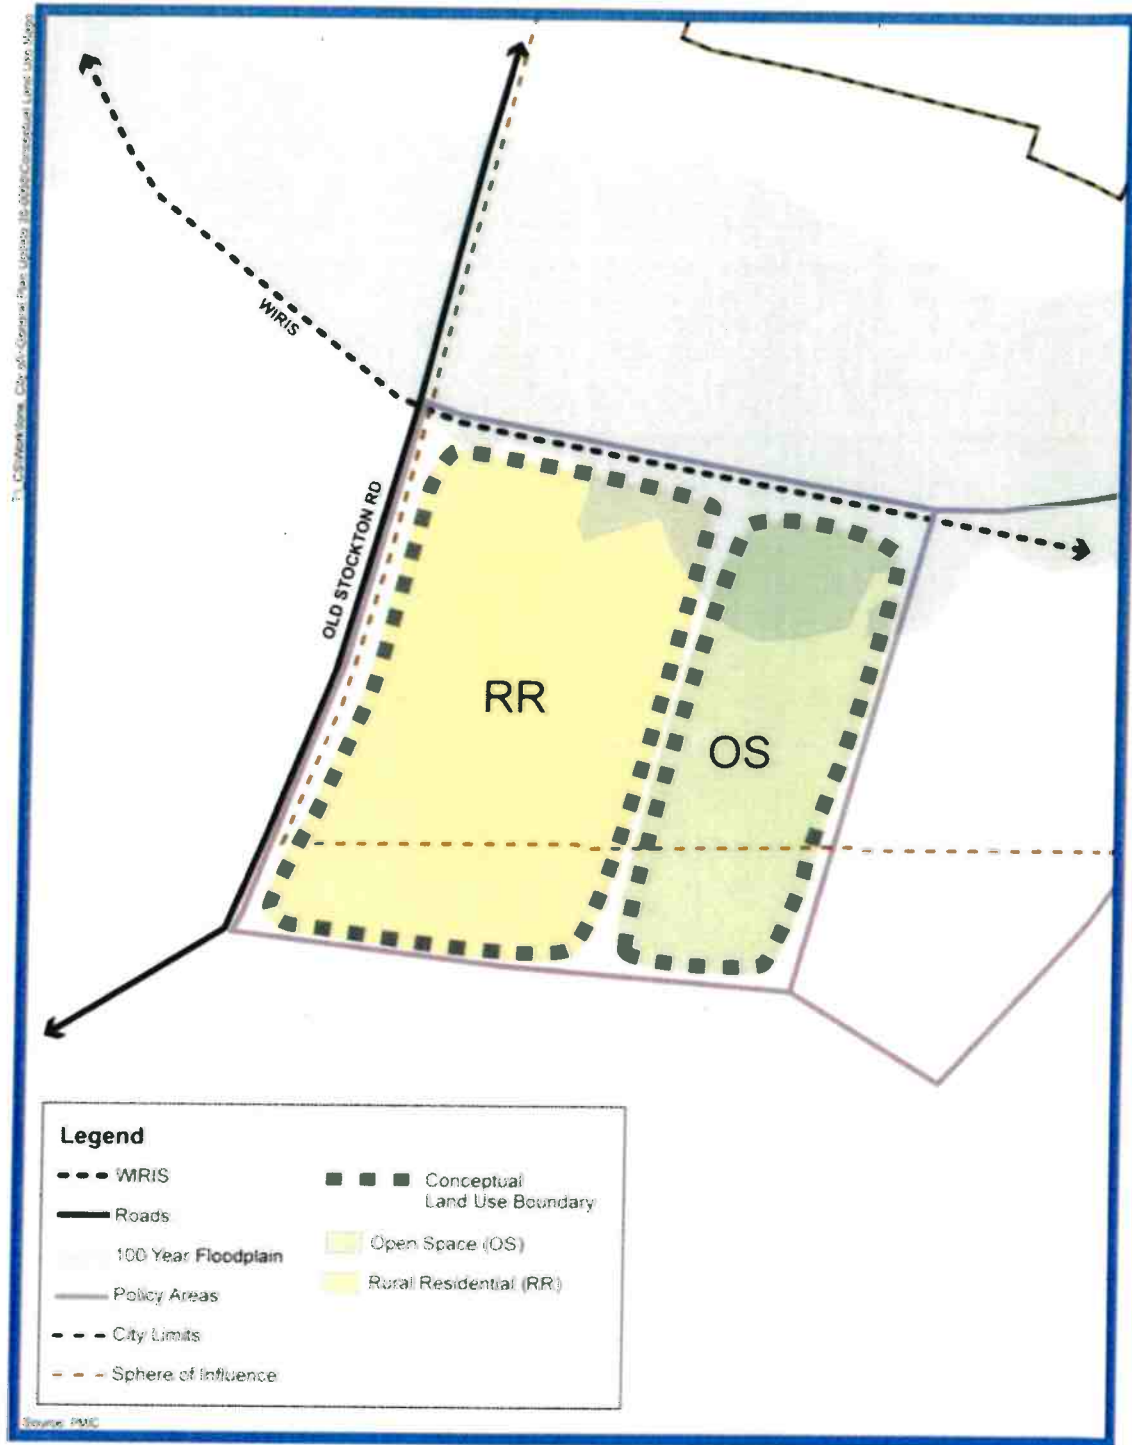 WIRIS
OLD STOCKTON RD
RR
OS
Legend
WIRIS
Roads
100 Year Floodplain
Policy Areas
City Limits
Sphere of Influence
Conceptual
Land Use Boundary
Open Space (OS)
Rural Residential (RR)
Source: PMC